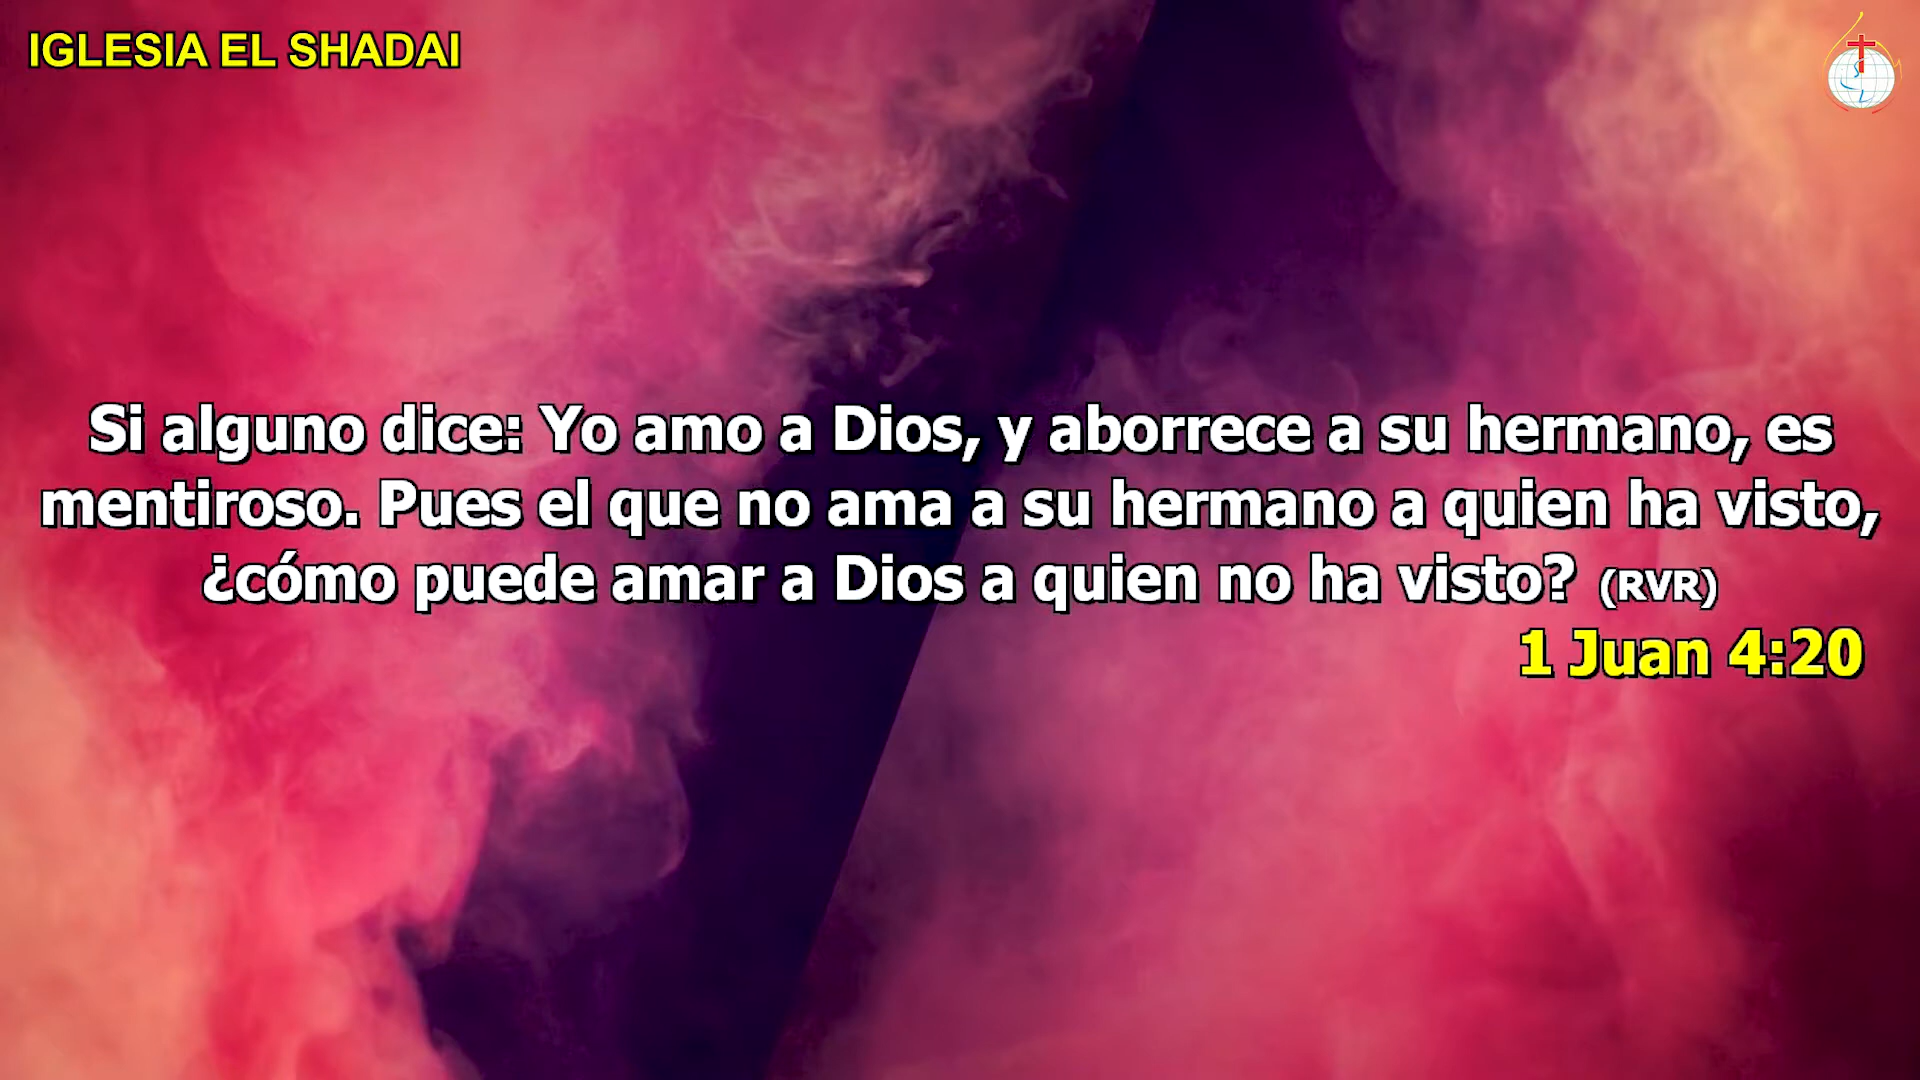 IGLESIA EL SHADAI
Si alguno dice: Yo amo a Dios, y aborrece a su hermano, es
mentiroso. Pues el que no ama a su hermano a quien ha visto,
¿cómo puede amar a Dios a quien no ha visto? (RVR)
1 Juan 4:20